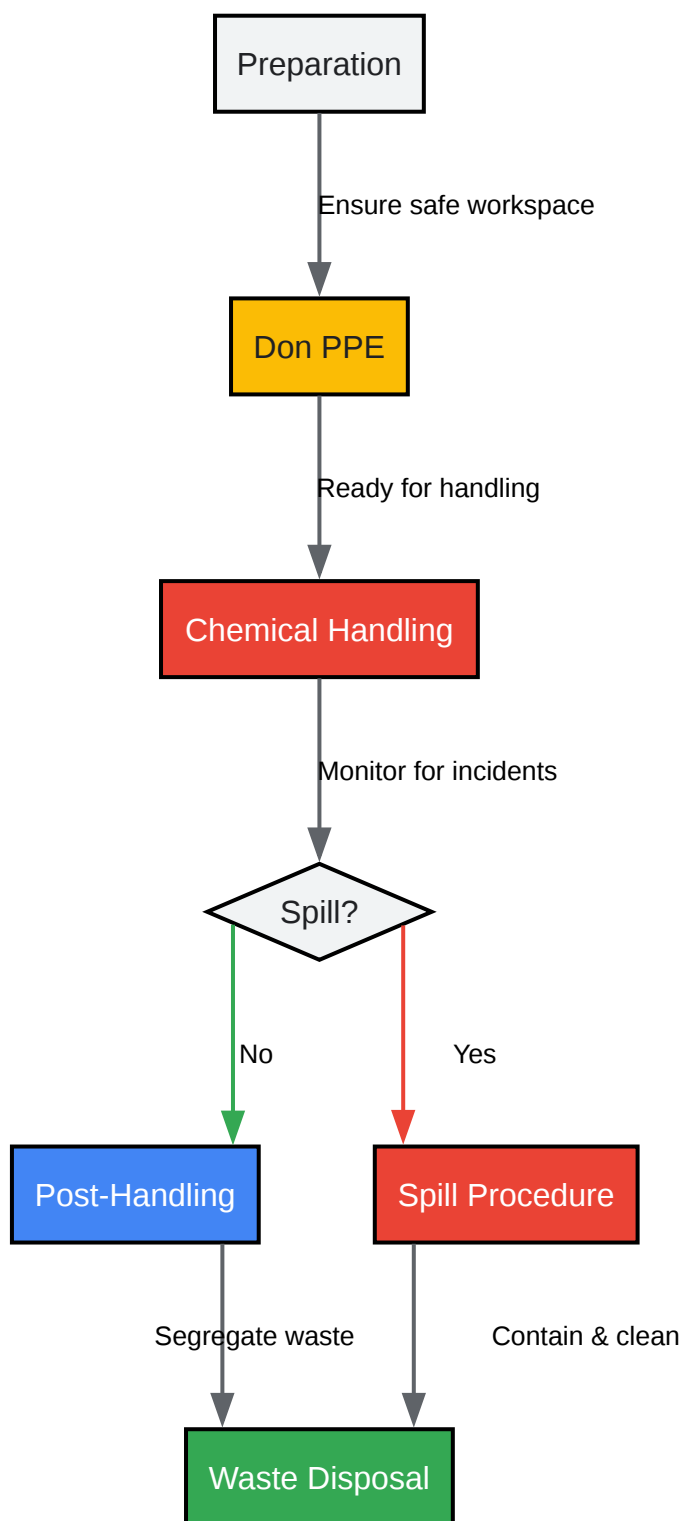 Preparation
Ensure safe workspace
Don PPE
Ready for handling
Chemical Handling
Monitor for incidents
Spill?
No
Yes
Post-Handling
Spill Procedure
Segregate waste
Contain & clean
Waste Disposal